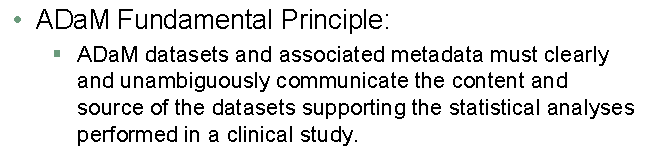 • ADaM Fundamental Principle:
▪ ADaM datasets and associated metadata must clearly
and unambiguously communicate the content and
source of the datasets supporting the statistical analyses
performed in a clinical study.